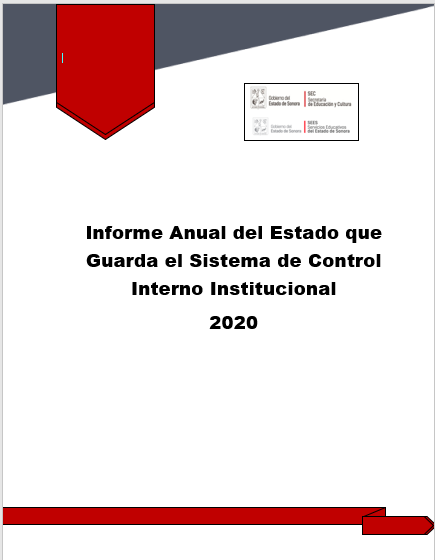 Gobierno del
Estado de Sonora
SEC
Secretaría
de Educación y Cultura
Gobierno del
Estado de Sonora
SEES
Servicios Educativos
del Estado de Sonora
Informe Anual del Estado que
Guarda el Sistema de Control
Interno Institucional
2020